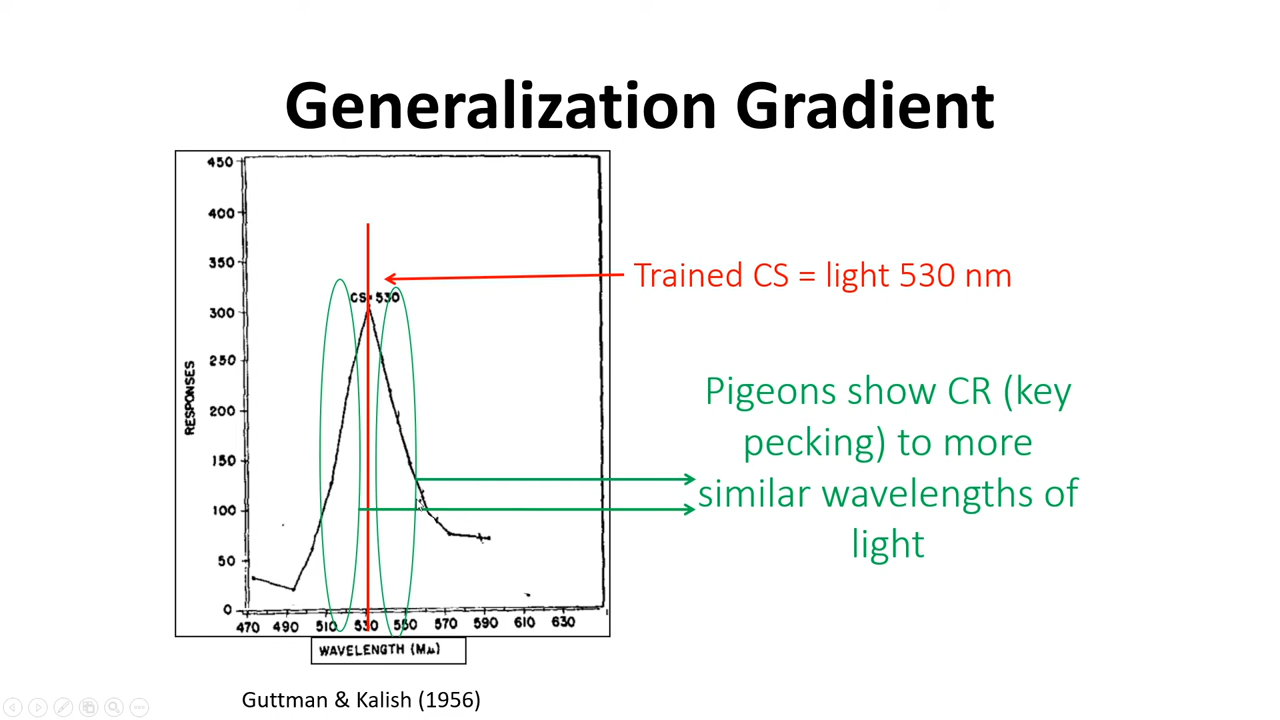 Generalization Gradient
450
400
350
300
250
200
150
100
50
0
RESPONSES
CS=530
470 490 510 530 550 570 590 610 630
WAVELENGTH (Mμ)
Trained CS = light 530 nm
Pigeons show CR (key
pecking) to more
similar wavelengths of
light
Guttman & Kalish (1956)